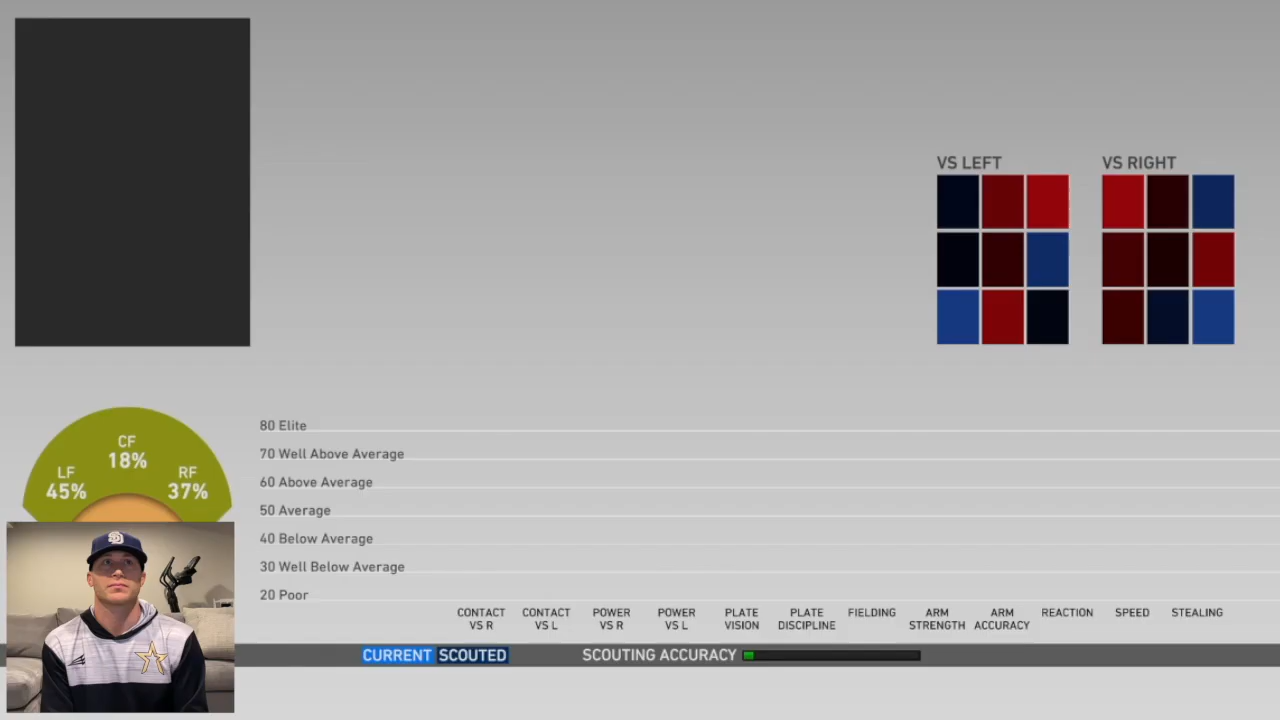 VS LEFT
VS RIGHT
CF
18%
LF
45%
RF
37%
80 Elite
70 Well Above Average
60 Above Average
50 Average
40 Below Average
30 Well Below Average
20 Poor
CONTACT
VS R
CONTACT
VS L
POWER
VS R
POWER
VS L
PLATE
VISION
PLATE
DISCIPLINE
FIELDING
ARM
STRENGTH
ARM
ACCURACY
REACTION
SPEED
STEALING
CURRENT SCOUTED
SCOUTING ACCURACY
SD